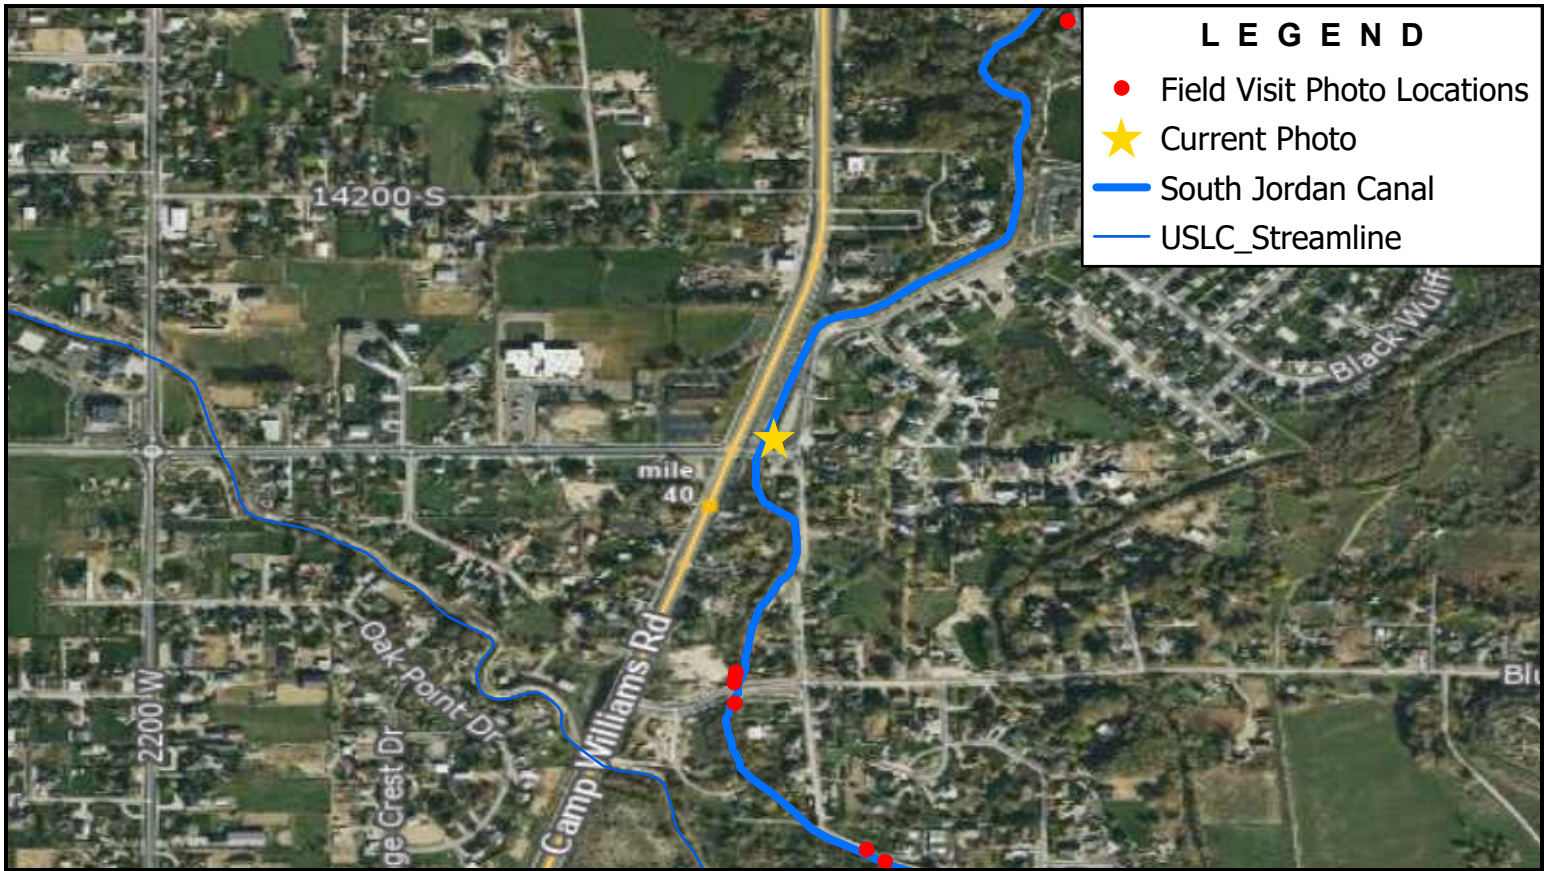 L E G E N D
Field Visit Photo Locations
Current Photo
South Jordan Canal
USLC_Streamline
14200 S
Black Wulff
mile
40
Oak Point Dr
Camp Williams Rd
2200 W
ge Crest Dr
Blu